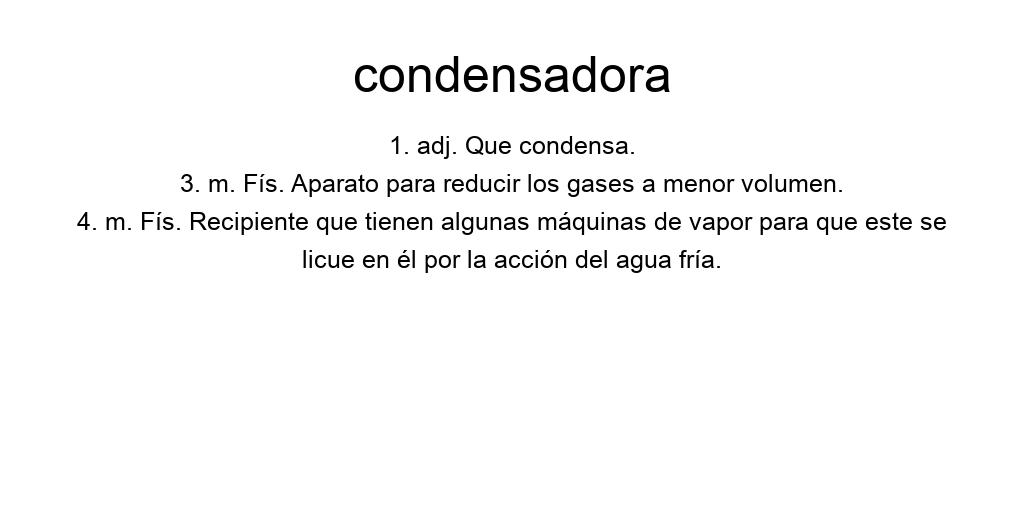 condensadora
1. adj. Que condensa.
3. m. Fís. Aparato para reducir los gases a menor volumen.
4. m. Fís. Recipiente que tienen algunas máquinas de vapor para que este se
licue en él por la acción del agua fría.